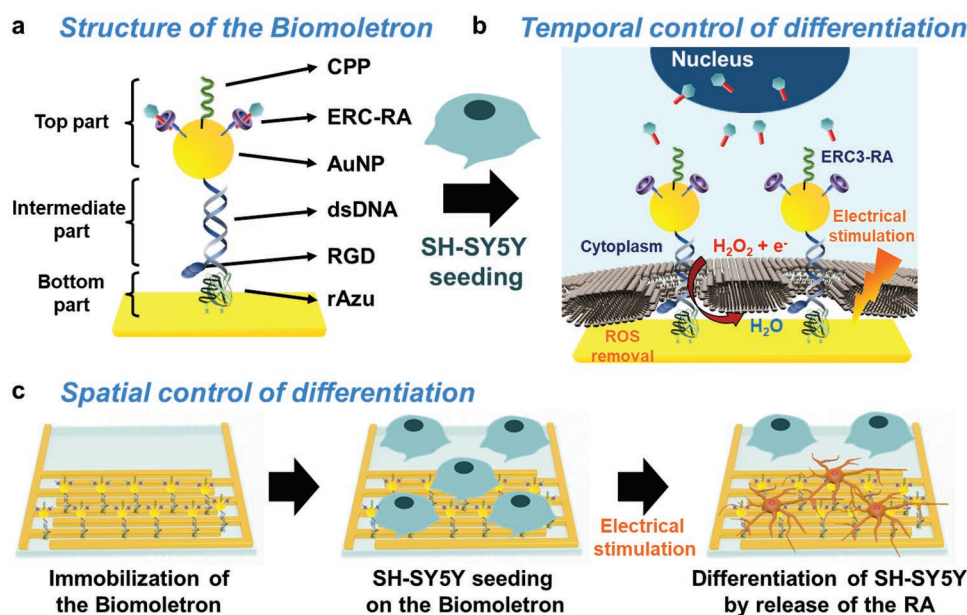 a Structure of the Biomoletron
CPP
ERC-RA
AuNP
dsDNA
RGD
rAzu
Top part
Intermediate
part
Bottom
part
SH-SY5Y
seeding
b Temporal control of differentiation
Nucleus
ERC3-RA
Electrical
stimulation
Cytoplasm
H₂O₂ + e⁻
H₂O
ROS
removal
c Spatial control of differentiation
Immobilization of
the Biomoletron
SH-SY5Y seeding
on the Biomoletron
Electrical
stimulation
Differentiation of SH-SY5Y
by release of the RA